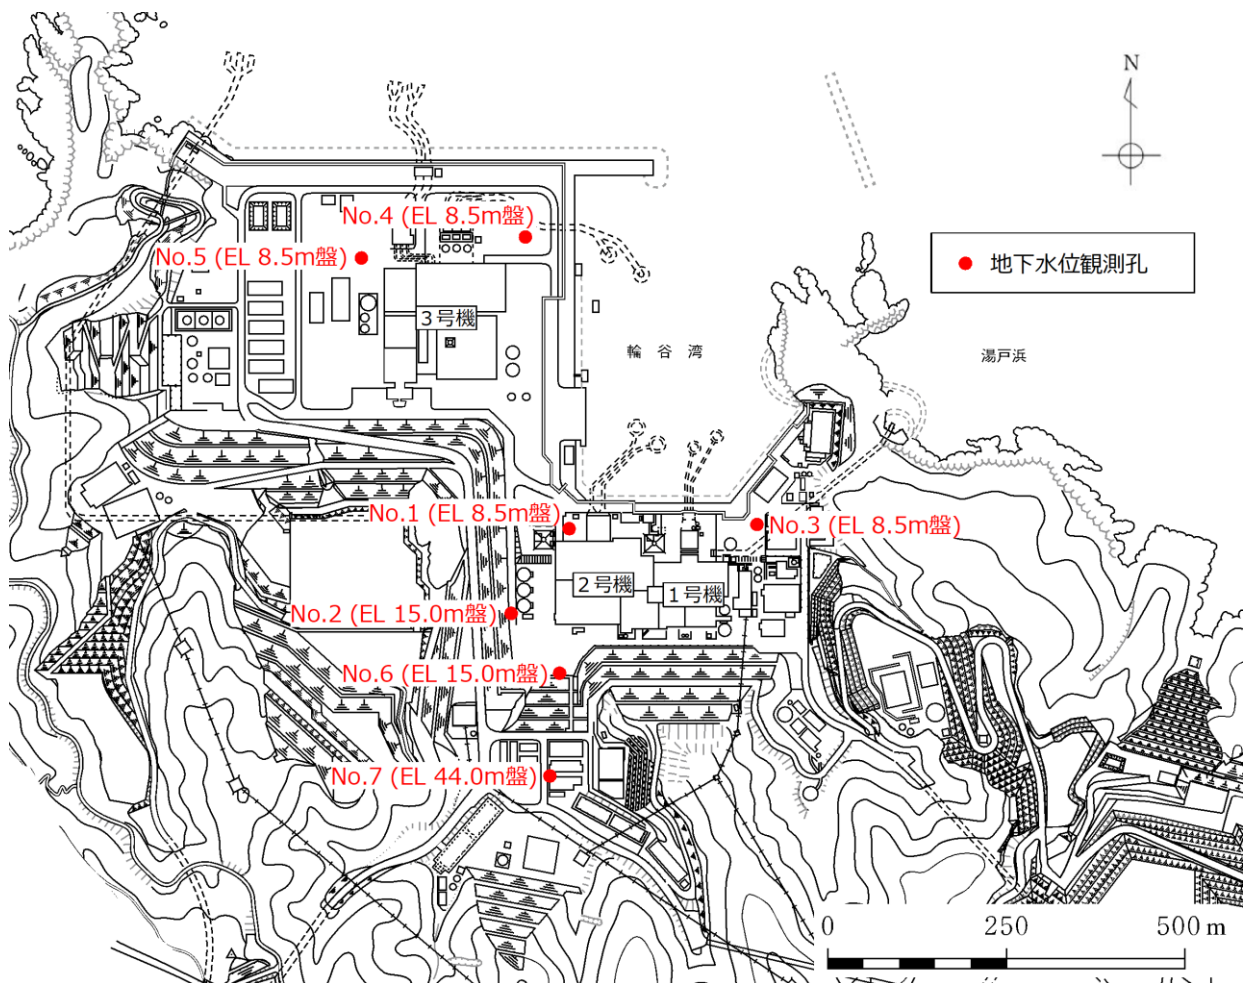 N
No.4 (EL 8.5m盤)
No.5 (EL 8.5m盤)
地下水位観測孔
3号機
輪谷湾
湯戸浜
No.1 (EL 8.5m盤)
No.3 (EL 8.5m盤)
2号機
1号機
No.2 (EL 15.0m盤)
No.6 (EL 15.0m盤)
No.7 (EL 44.0m盤)
0 250 500 m